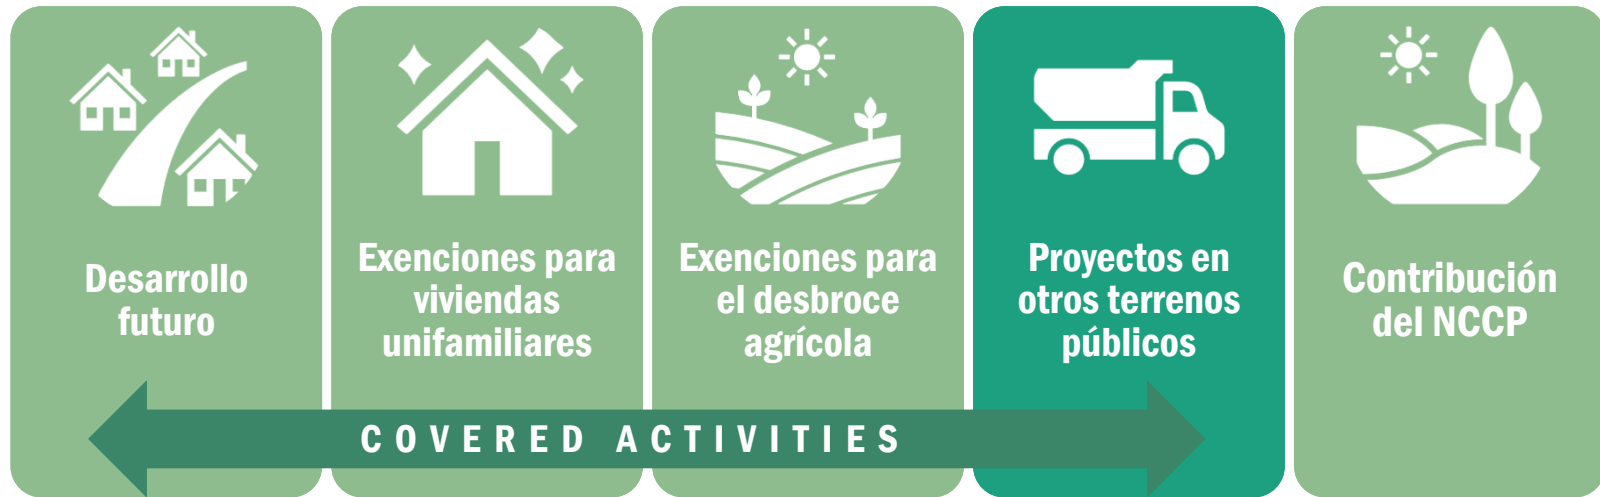 Desarrollo
futuro
Exenciones para
viviendas
unifamiliares
Exenciones para
el desbroce
agrícola
Proyectos en
otros terrenos
públicos
Contribución
del NCCP
COVERED ACTIVITIES